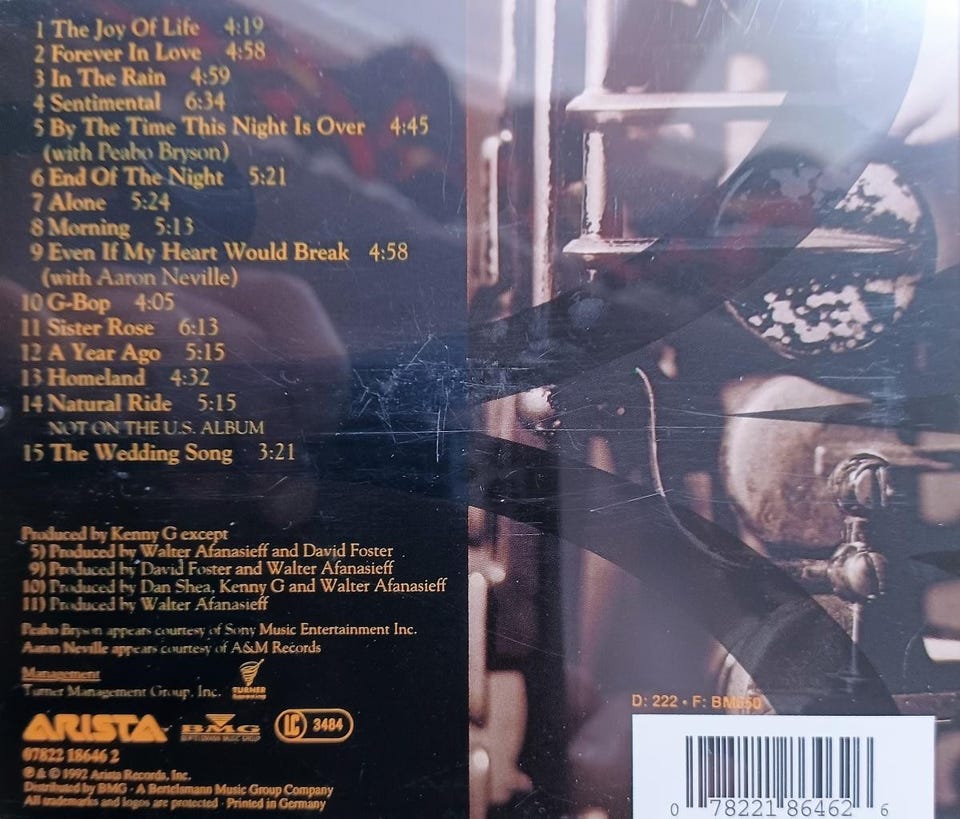 1 The Joy Of Life 4:19
2 Forever In Love 4:58
3 In The Rain 4:59
4 Sentimental 6:34
5 By The Time This Night Is Over 4:45
(with Peabo Bryson)
6 End Of The Night 5:21
7 Alone 5:24
8 Morning 5:13
9 Even If My Heart Would Break 4:58
(with Aaron Neville)
10 G-Bop 4:05
11 Sister Rose 6:13
12 A Year Ago 5:15
13 Homeland 4:32
14 Natural Ride 5:15
NOT ON THE U.S. ALBUM
15 The Wedding Song 3:21
Produced by Kenny G except
5) Produced by Walter Afanasieff and David Foster
9) Produced by David Foster and Walter Afanasieff
10) Produced by Dan Shea, Kenny G and Walter Afanasieff
11) Produced by Walter Afanasieff
Peabo Bryson appears courtesy of Sony Music Entertainment Inc.
Aaron Neville appears courtesy of A&M Records
Management
Turner Management Group, Inc.
TURNER
ARISTA
BMG
BERTELSMANN MUSIC GROUP
LC 3484
07822 18646 2
℗ & © 1992 Arista Records, Inc.
Distributed by BMG · A Bertelsmann Music Group Company
All trademarks and logos are protected · Printed in Germany
D: 222 • F: BM650
0 78221 86462 6